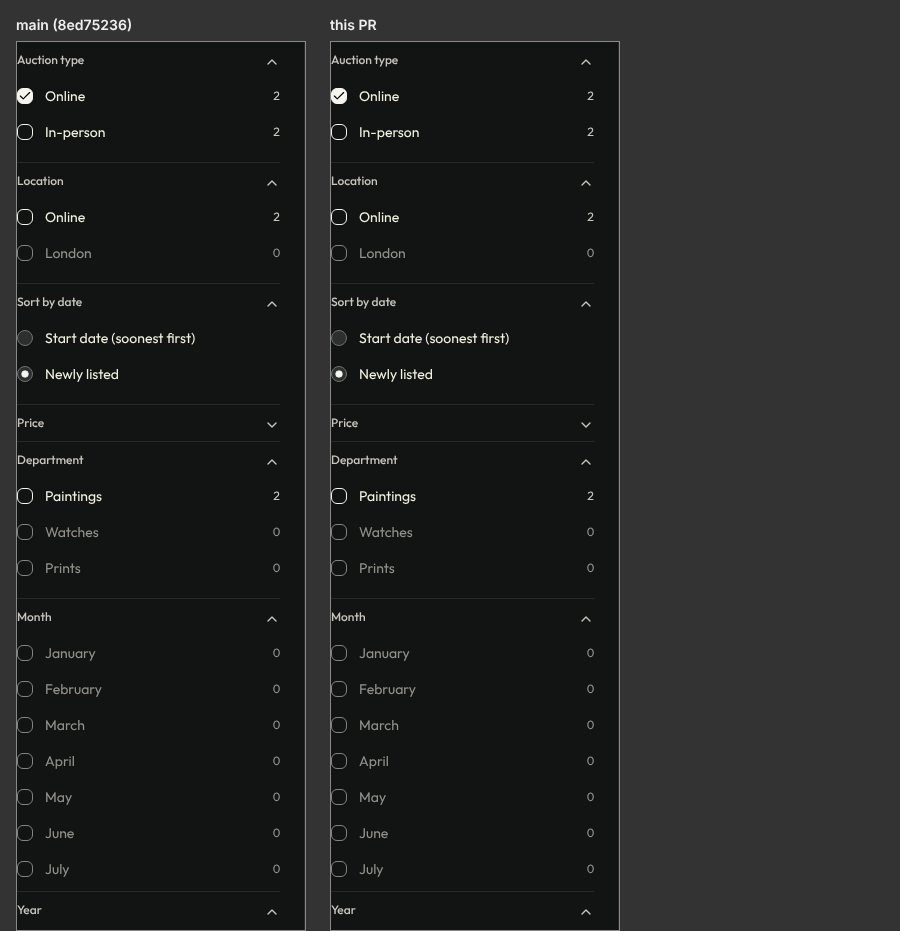 main (8ed75236)
Auction type
Online 2
In-person 2
Location
Online 2
London 0
Sort by date
Start date (soonest first)
Newly listed
Price
Department
Paintings 2
Watches 0
Prints 0
Month
January 0
February 0
March 0
April 0
May 0
June 0
July 0
Year
this PR
Auction type
Online 2
In-person 2
Location
Online 2
London 0
Sort by date
Start date (soonest first)
Newly listed
Price
Department
Paintings 2
Watches 0
Prints 0
Month
January 0
February 0
March 0
April 0
May 0
June 0
July 0
Year